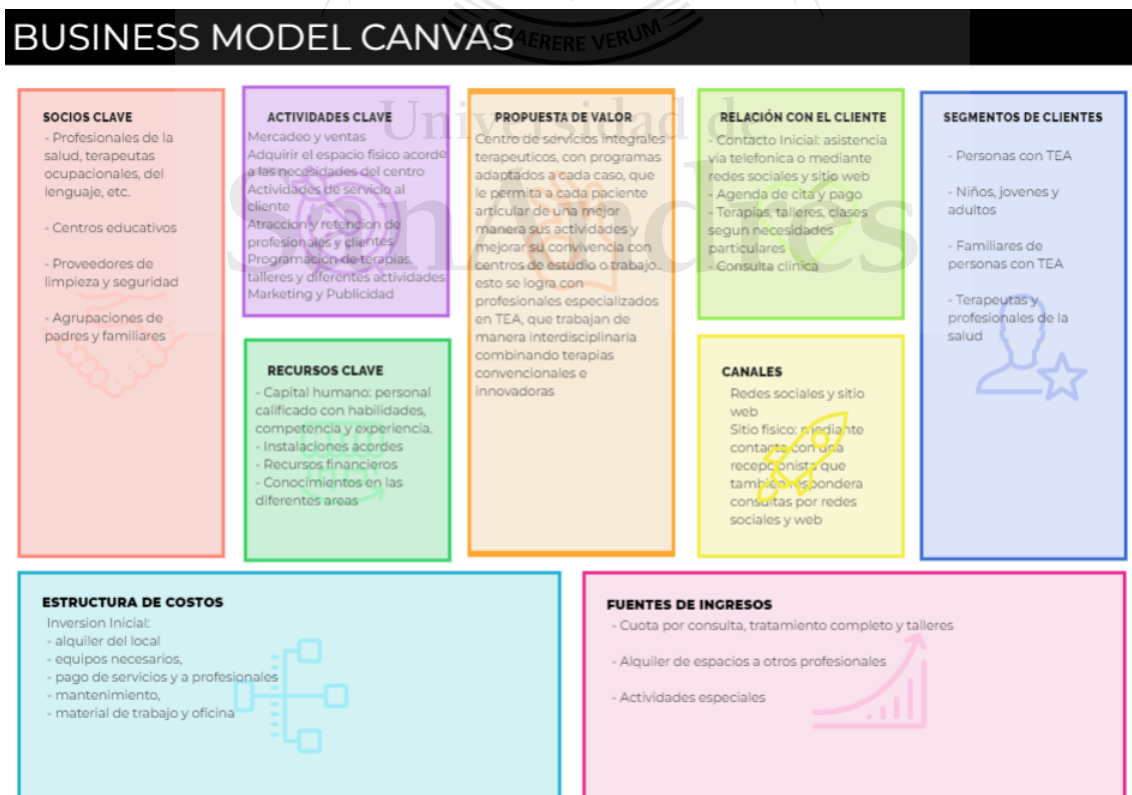 BUSINESS MODEL CANVAS
QUAERERE VERUM
Universidad de
SanAndrés
SOCIOS CLAVE
- Profesionales de la
salud, terapeutas
ocupacionales, del
lenguaje, etc.
- Centros educativos
- Proveedores de
limpieza y seguridad
- Agrupaciones de
padres y familiares
ACTIVIDADES CLAVE
Mercadeo y ventas
Adquirir el espacio fisico acorde
a las necesidades del centro
Actividades de servicio al
cliente
Atraccion y retencion de
profesionales y clientes
Programacion de terapias,
talleres y diferentes actividades
Marketing y Publicidad
RECURSOS CLAVE
- Capital humano: personal
calificado con habilidades,
competencia y experiencia.
- Instalaciones acordes
- Recursos financieros
- Conocimientos en las
diferentes areas
PROPUESTA DE VALOR
Centro de servicios integrales
terapeuticos, con programas
adaptados a cada caso, que
le permita a cada paciente
articular de una mejor
manera sus actividades y
mejorar su convivencia con
centros de estudio o trabajo..
esto se logra con
profesionales especializados
en TEA, que trabajan de
manera interdisciplinaria
combinando terapias
convencionales e
innovadoras
RELACIÓN CON EL CLIENTE
- Contacto Inicial: asistencia
via telefonica o mediante
redes sociales y sitio web
- Agenda de cita y pago
- Terapias, talleres, clases
segun necesidades
particulares
- Consulta clinica
CANALES
Redes sociales y sitio
web
Sitio fisico: mediante
contacto con una
recepcionista que
también respondera
consultas por redes
sociales y web
SEGMENTOS DE CLIENTES
- Personas con TEA
- Niños, jovenes y
adultos
- Familiares de
personas con TEA
- Terapeutas y
profesionales de la
salud
ESTRUCTURA DE COSTOS
Inversion Inicial:
- alquiler del local
- equipos necesarios,
- pago de servicios y a profesionales
- mantenimiento,
- material de trabajo y oficina
FUENTES DE INGRESOS
- Cuota por consulta, tratamiento completo y talleres
- Alquiler de espacios a otros profesionales
- Actividades especiales